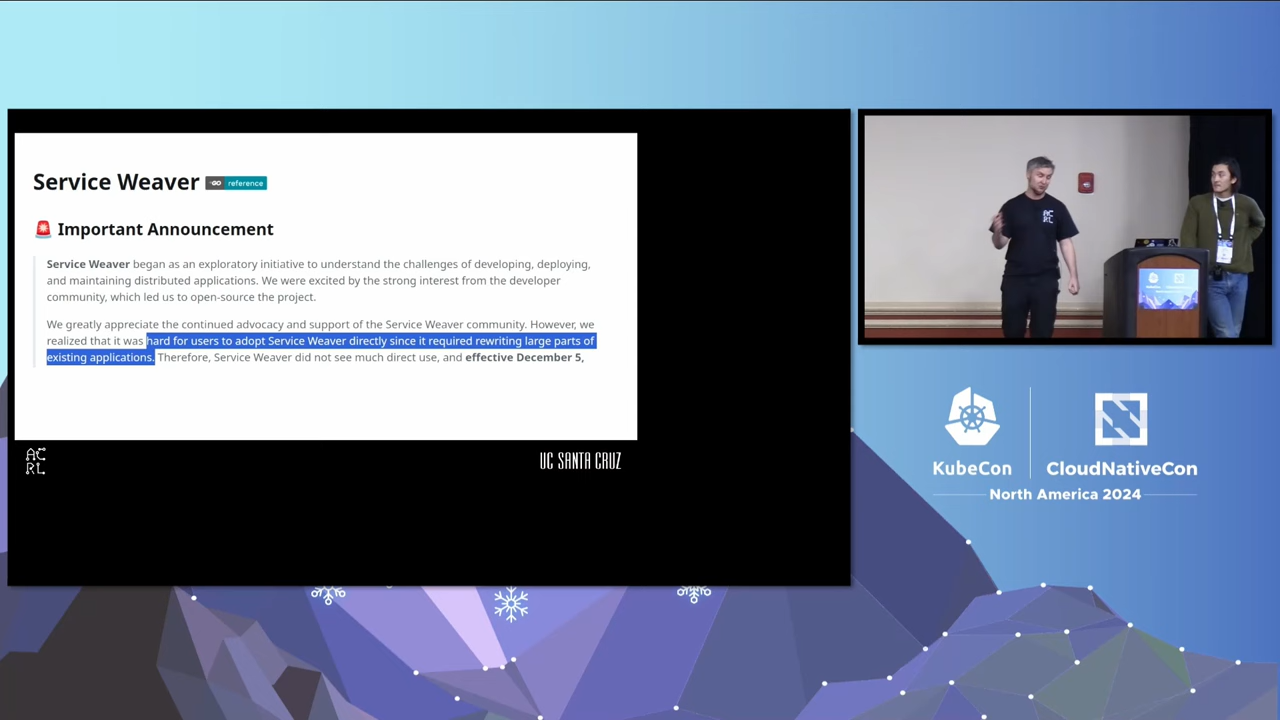 Service Weaver GO reference
🚨 Important Announcement
Service Weaver began as an exploratory initiative to understand the challenges of developing, deploying,
and maintaining distributed applications. We were excited by the strong interest from the developer
community, which led us to open-source the project.
We greatly appreciate the continued advocacy and support of the Service Weaver community. However, we
realized that it was hard for users to adopt Service Weaver directly since it required rewriting large parts of
existing applications. Therefore, Service Weaver did not see much direct use, and effective December 5,
AC
RL
UC SANTA CRUZ
AC
RL
KubeCon
CloudNativeCon
North America 2024